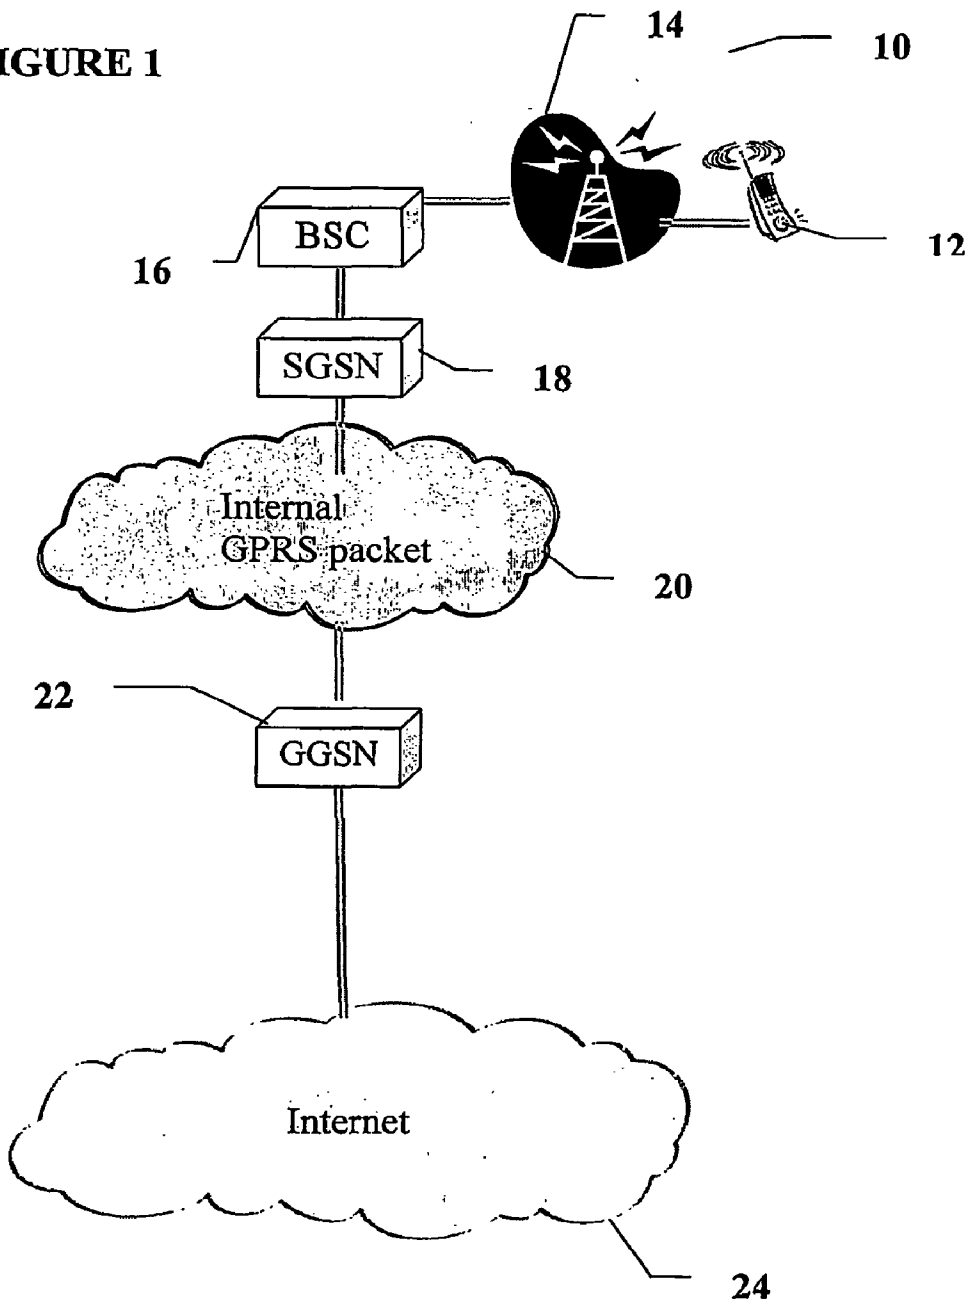 IGURE 1
14
10
BSC
16
12
SGSN
18
Internal
GPRS packet
20
22
GGSN
Internet
24